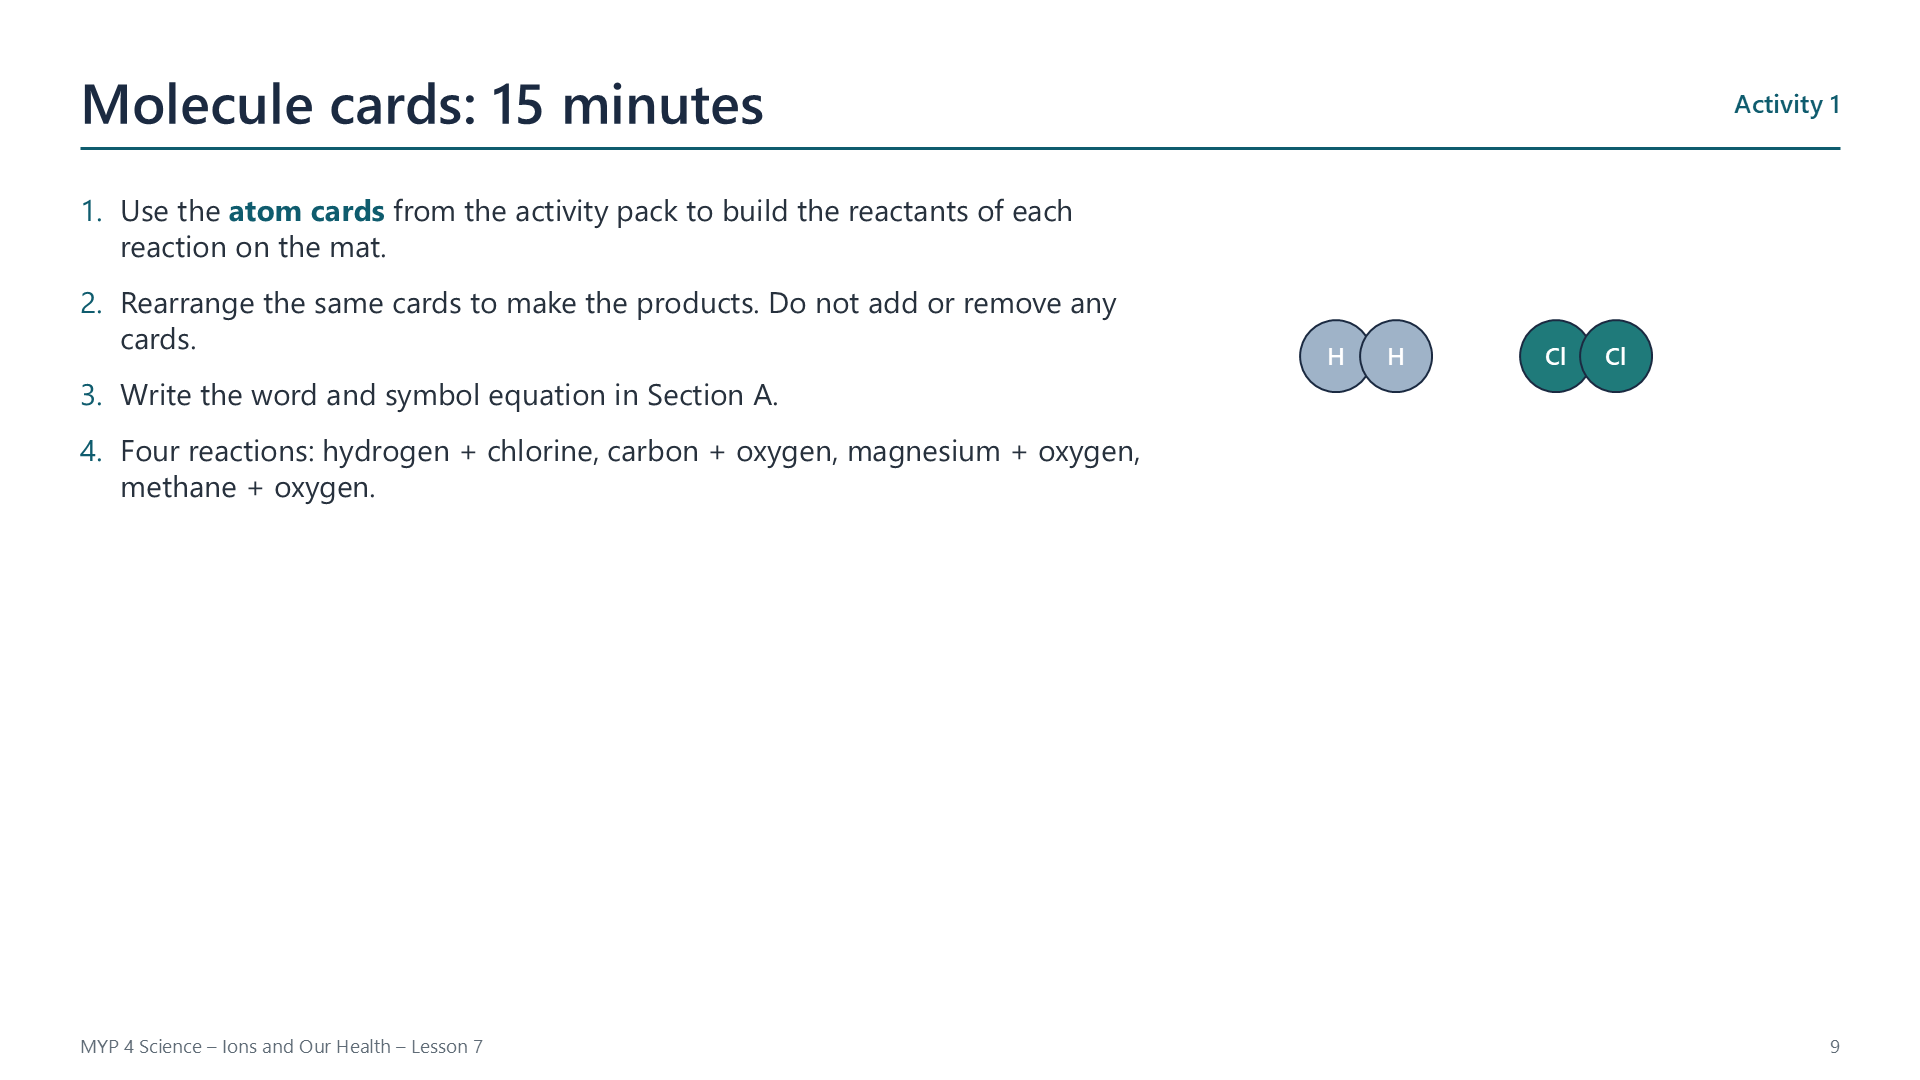 Molecule cards: 15 minutes
Activity 1
1. Use the atom cards from the activity pack to build the reactants of each
reaction on the mat.
2. Rearrange the same cards to make the products. Do not add or remove any
cards.
3. Write the word and symbol equation in Section A.
4. Four reactions: hydrogen + chlorine, carbon + oxygen, magnesium + oxygen,
methane + oxygen.
H H Cl Cl
MYP 4 Science – Ions and Our Health – Lesson 7
9